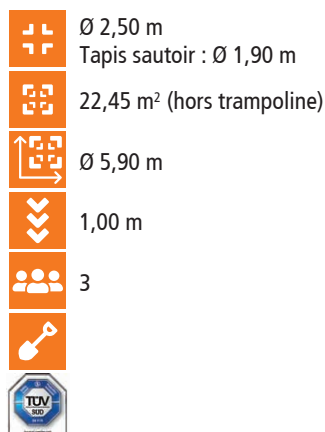 Ø 2,50 m
Tapis sautoir : Ø 1,90 m
22,45 m² (hors trampoline)
Ø 5,90 m
1,00 m
3
TÜV
SÜD